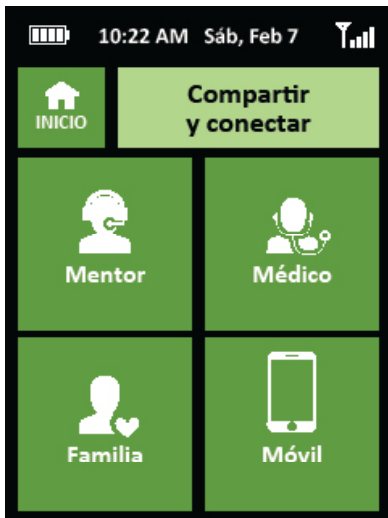 10:22 AM Sáb, Feb 7
INICIO
Compartir
y conectar
Mentor
Médico
Familia
Móvil